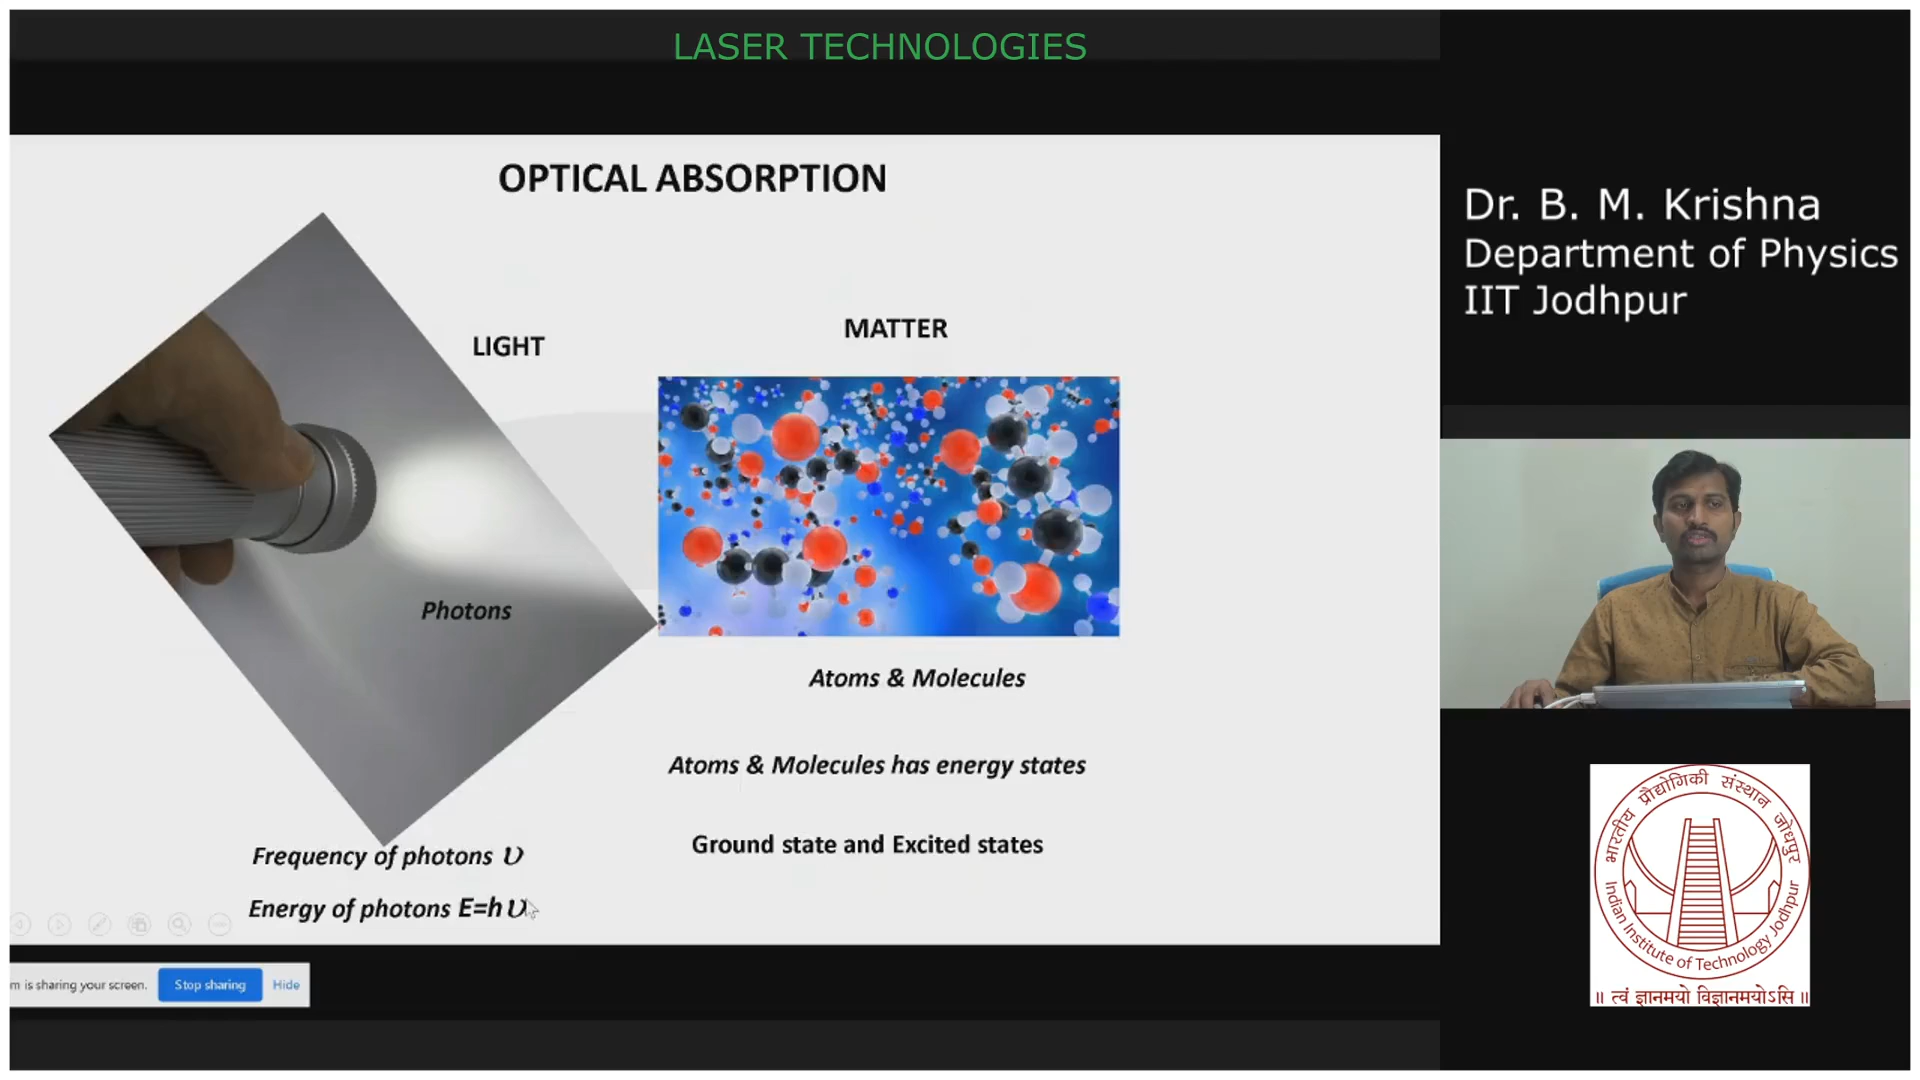 LASER TECHNOLOGIES
OPTICAL ABSORPTION
LIGHT
MATTER
Photons
Atoms & Molecules
Atoms & Molecules has energy states
Ground state and Excited states
Frequency of photons υ
Energy of photons E=hυ
m is sharing your screen. Stop sharing Hide
Dr. B. M. Krishna
Department of Physics
IIT Jodhpur
भारतीय प्रौद्योगिकी संस्थान जोधपुर
Indian Institute of Technology Jodhpur
॥ त्वं ज्ञानमयो विज्ञानमयोऽसि ॥